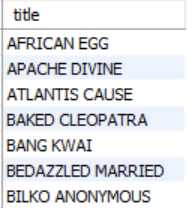 title
AFRICAN EGG
APACHE DIVINE
ATLANTIS CAUSE
BAKED CLEOPATRA
BANG KWAI
BEDAZZLED MARRIED
BILKO ANONYMOUS